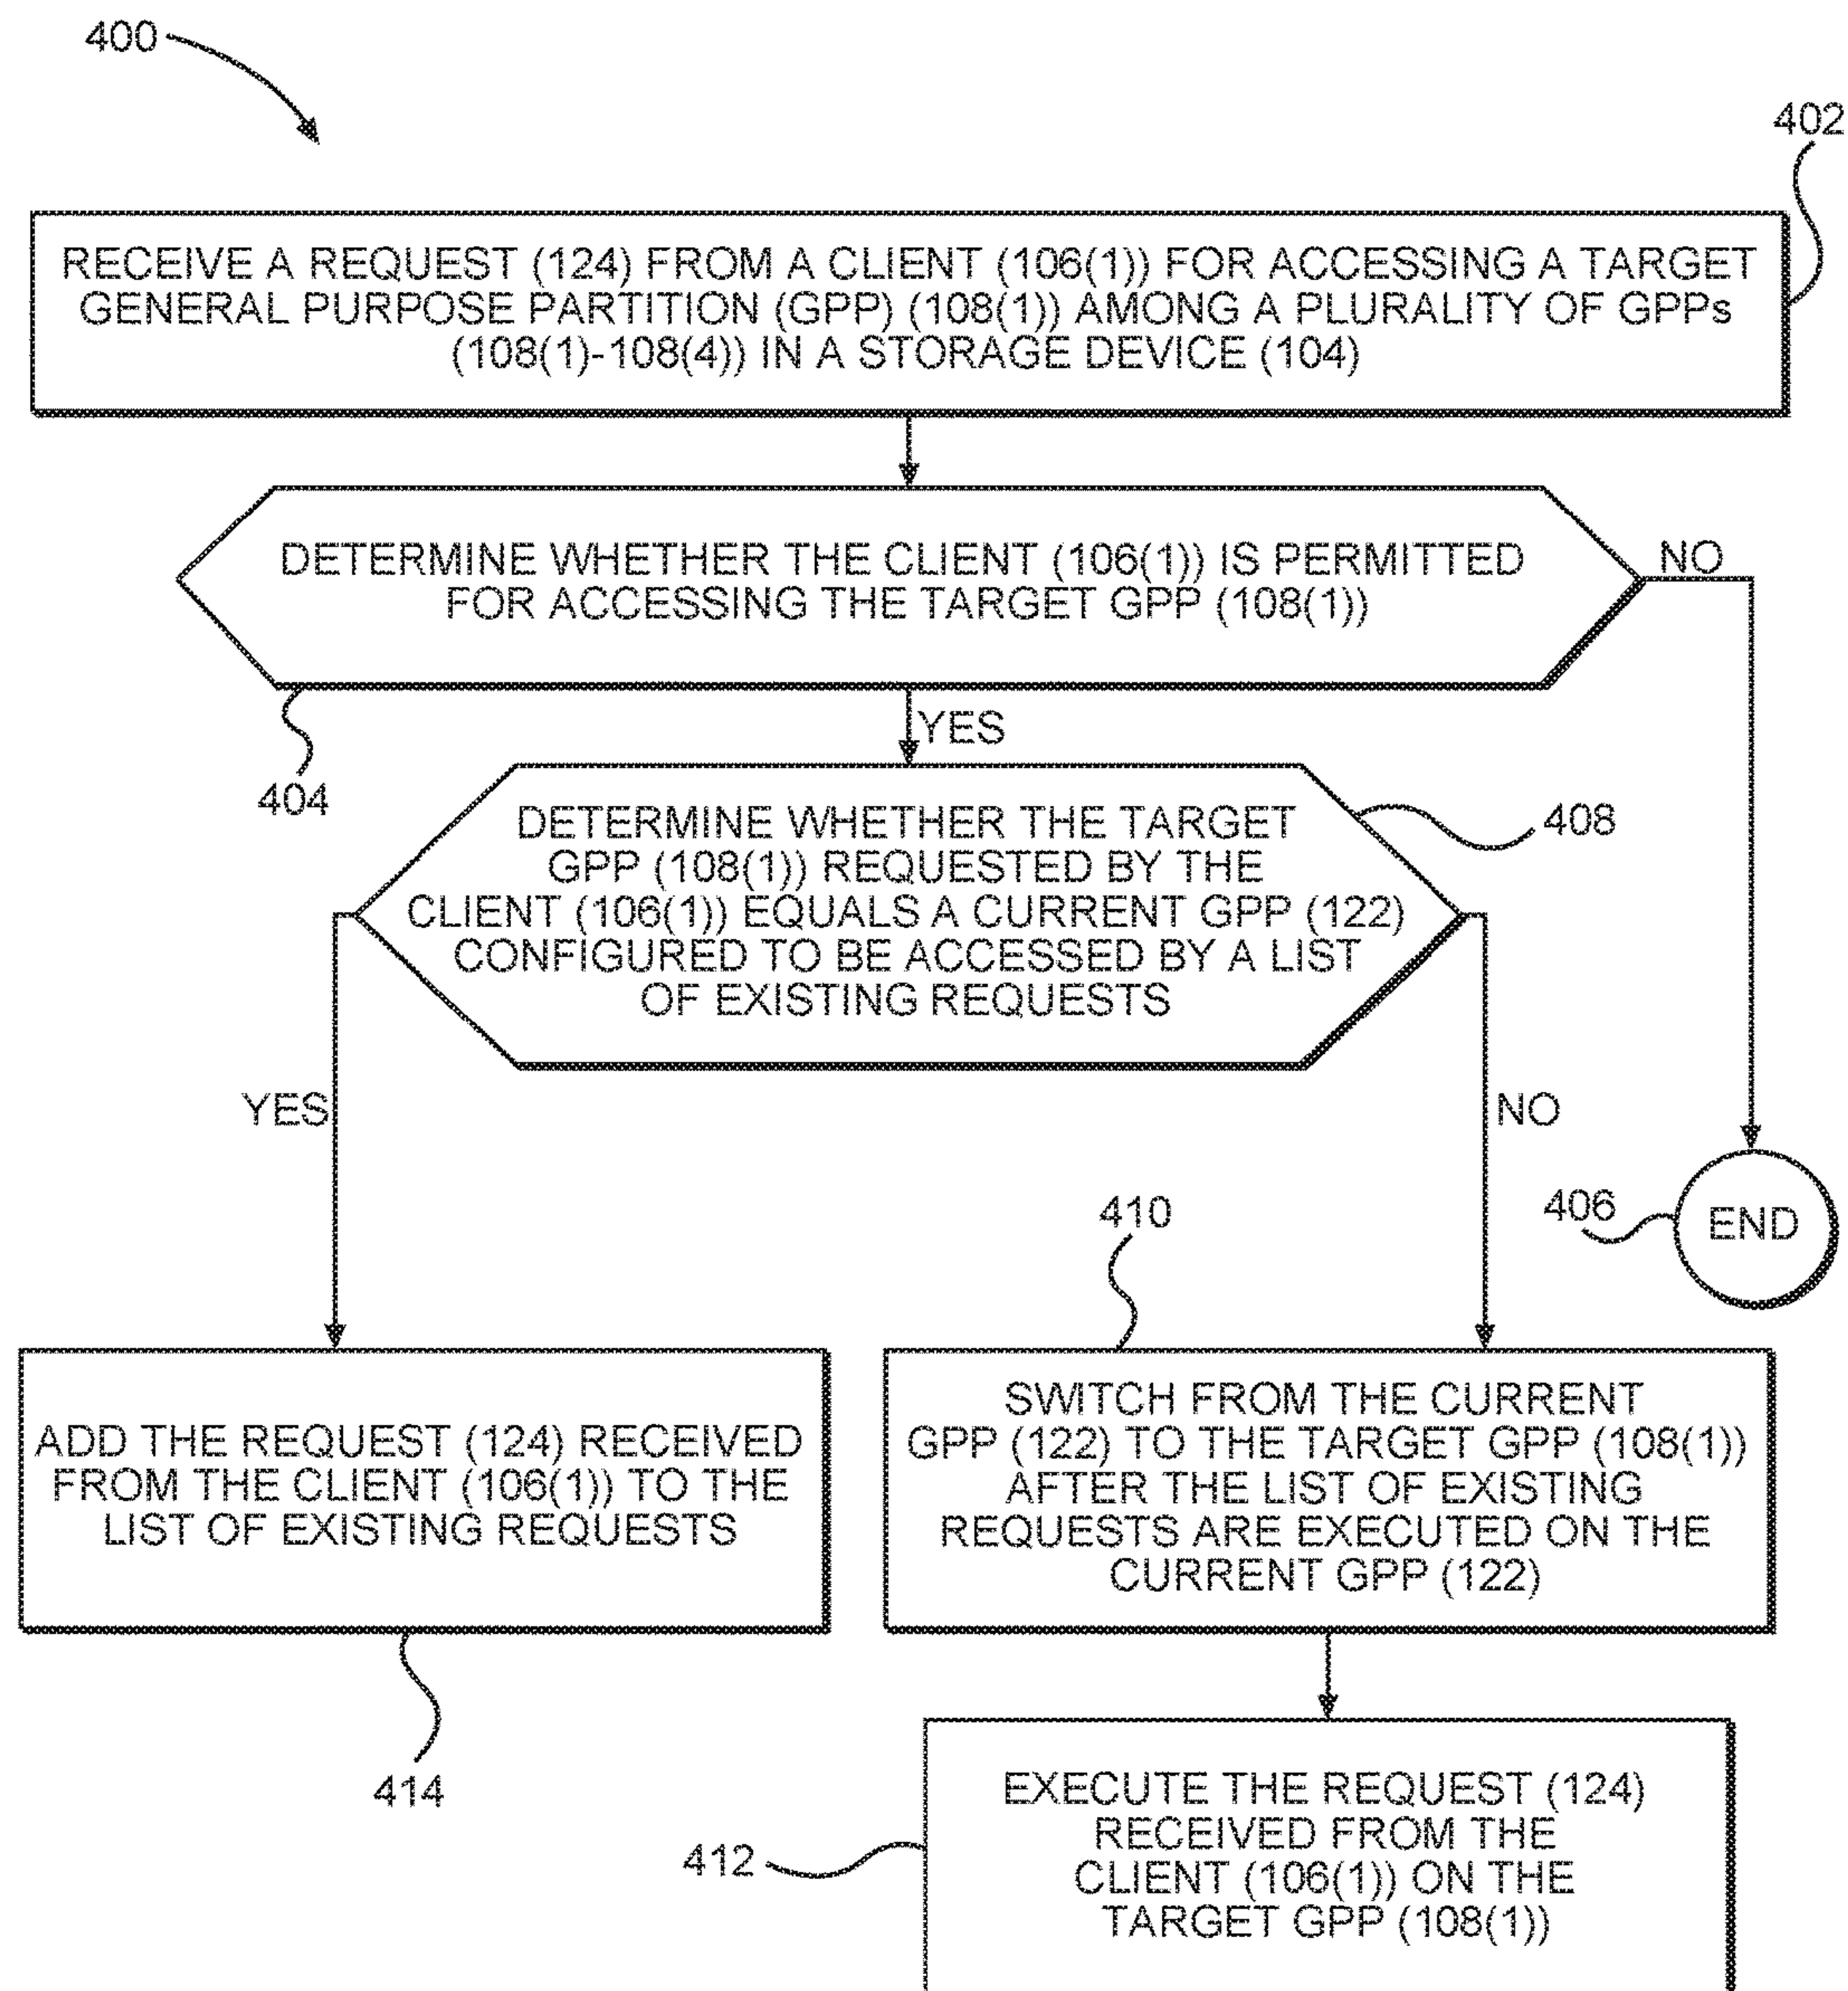 400
402
RECEIVE A REQUEST (124) FROM A CLIENT (106(1)) FOR ACCESSING A TARGET
GENERAL PURPOSE PARTITION (GPP) (108(1)) AMONG A PLURALITY OF GPPs
(108(1)-108(4)) IN A STORAGE DEVICE (104)
DETERMINE WHETHER THE CLIENT (106(1)) IS PERMITTED
FOR ACCESSING THE TARGET GPP (108(1))
NO
YES
404
DETERMINE WHETHER THE TARGET
GPP (108(1)) REQUESTED BY THE
CLIENT (106(1)) EQUALS A CURRENT GPP (122)
CONFIGURED TO BE ACCESSED BY A LIST
OF EXISTING REQUESTS
408
YES
NO
406
END
410
ADD THE REQUEST (124) RECEIVED
FROM THE CLIENT (106(1)) TO THE
LIST OF EXISTING REQUESTS
414
SWITCH FROM THE CURRENT
GPP (122) TO THE TARGET GPP (108(1))
AFTER THE LIST OF EXISTING
REQUESTS ARE EXECUTED ON THE
CURRENT GPP (122)
412
EXECUTE THE REQUEST (124)
RECEIVED FROM THE
CLIENT (106(1)) ON THE
TARGET GPP (108(1))